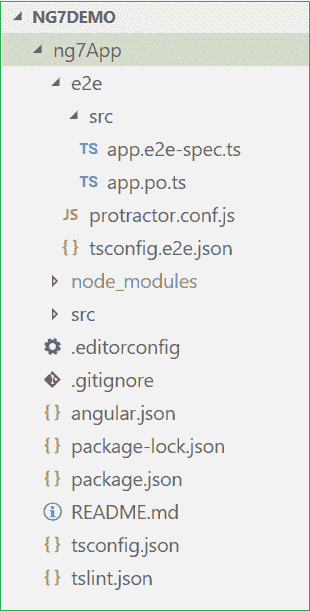 NG7DEMO
ng7App
e2e
src
TS app.e2e-spec.ts
TS app.po.ts
JS protractor.conf.js
{ } tsconfig.e2e.json
node_modules
src
.editorconfig
.gitignore
{ } angular.json
{ } package-lock.json
{ } package.json
README.md
{ } tsconfig.json
{ } tslint.json